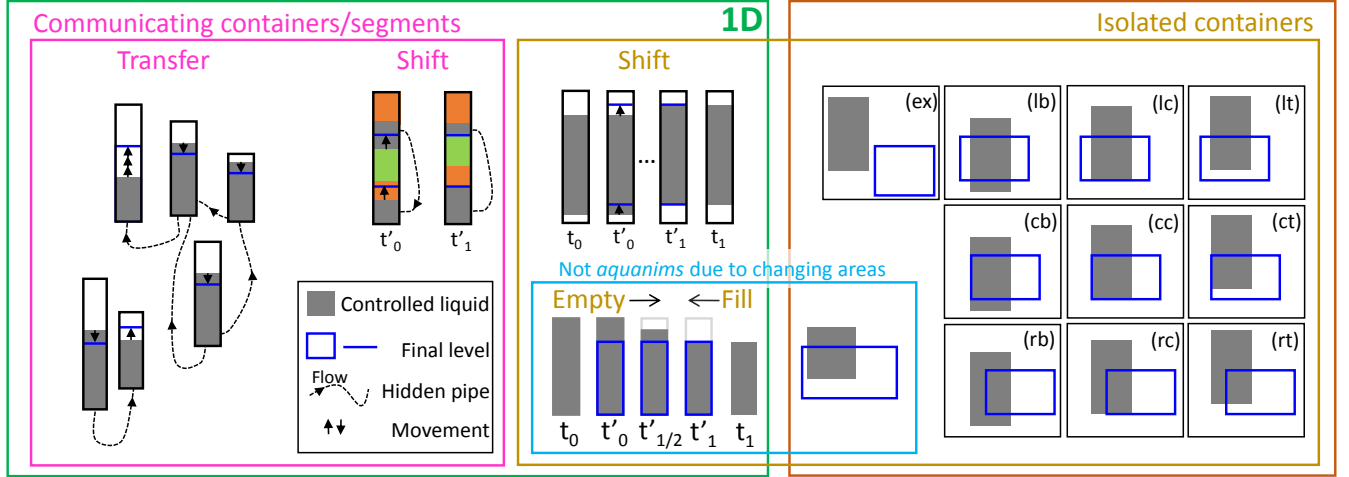 Communicating containers/segments
1D
Isolated containers
Transfer
Shift
Shift
t'0
t'1
...
t0
t'0
t'1
t1
Controlled liquid
Final level
Flow
Hidden pipe
Movement
Not aquanims due to changing areas
Empty → ← Fill
t0
t'0
t'1/2
t'1
t1
(ex)
(lb)
(lc)
(lt)
(cb)
(cc)
(ct)
(rb)
(rc)
(rt)